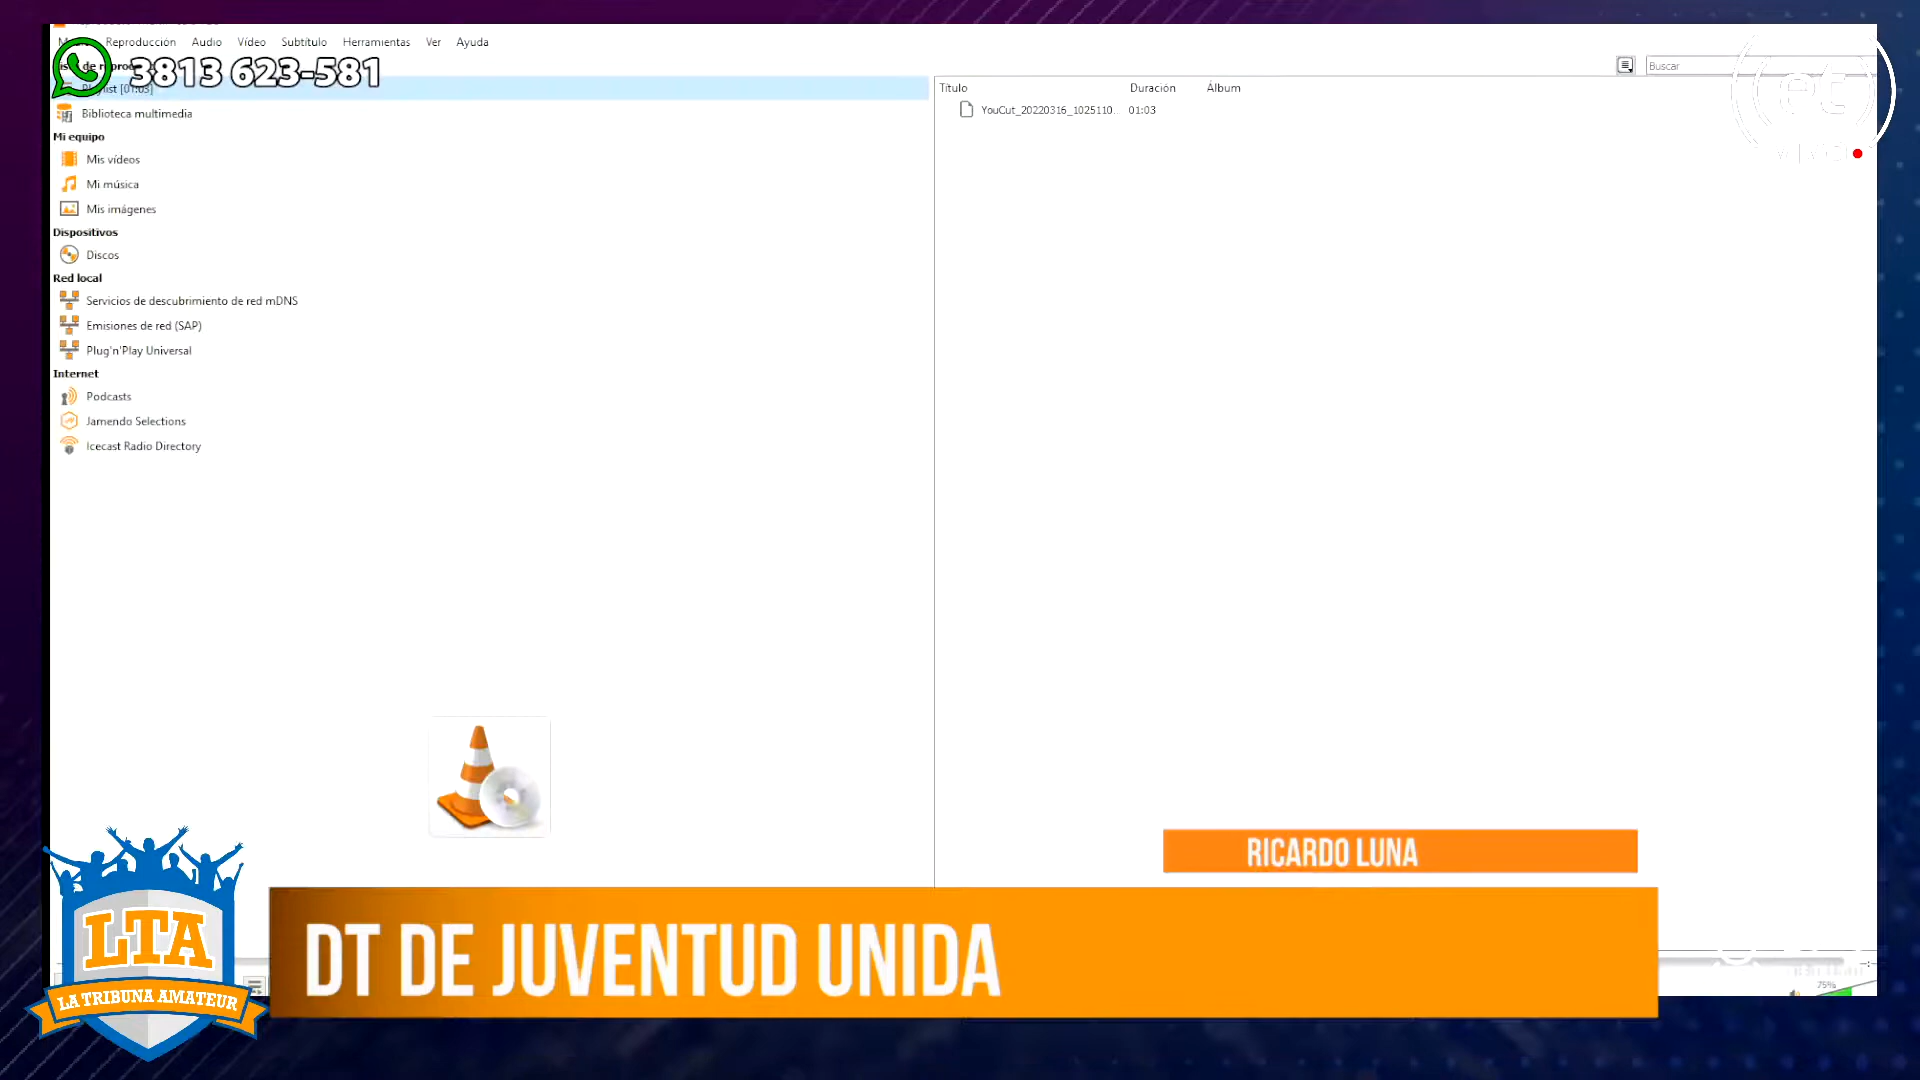 Reproducción Audio Vídeo Subtítulo Herramientas Ver Ayuda
3813 623-581
Buscar
[01:03]
Título Duración Álbum
YouCut_20220316_1025110... 01:03
Biblioteca multimedia
Mi equipo
Mis vídeos
Mi música
Mis imágenes
Dispositivos
Discos
Red local
Servicios de descubrimiento de red mDNS
Emisiones de red (SAP)
Plug'n'Play Universal
Internet
Podcasts
Jamendo Selections
Icecast Radio Directory
et
RICARDO LUNA
DT DE JUVENTUD UNIDA
LTA
LA TRIBUNA AMATEUR
75%